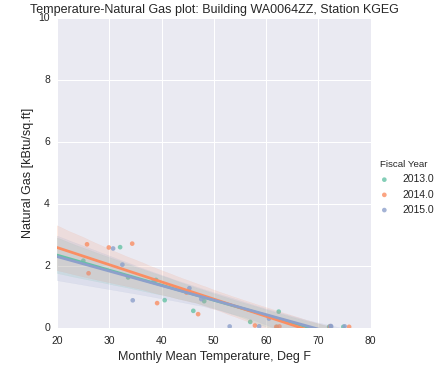 Temperature-Natural Gas plot: Building WA0064ZZ, Station KGEG
10
8
6
4
2
0
Natural Gas [kBtu/sq.ft]
20 30 40 50 60 70 80
Monthly Mean Temperature, Deg F
Fiscal Year
2013.0
2014.0
2015.0